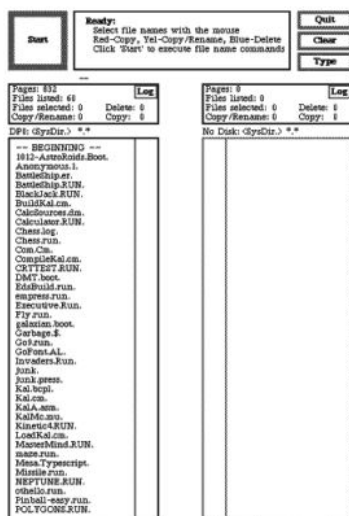 Start
Ready:
Select file names with the mouse
Red-Copy, Yel-Copy/Rename, Blue-Delete
Click 'Start' to execute file name commands
Quit
Clear
Type
--
Pages: 832
Files listed: 60
Files selected: 0 Delete: 0
Copy/Rename: 0 Copy: 0
Log
Pages: 0
Files listed: 0
Files selected: 0 Delete: 0
Copy/Rename: 0 Copy: 0
Log
DP0: <SysDir.> *.*
No Disk: <SysDir.> *.*
-- BEGINNING --
1012-AstroRoids.Boot.
Anonymous.1.
BattleShip.er.
BattleShip.RUN.
BlackJack.RUN.
BuildKal.cm.
CalcSources.dm.
Calculator.RUN.
Chess.log.
Chess.run.
Com.Cm.
CompileKal.cm.
CRTTEST.RUN.
DMT.boot.
EdsBuild.run.
empress.run.
Executive.Run.
Fly.run.
galaxian.boot.
Garbage.$.
Go9.run.
GoFont.AL.
Invaders.Run.
junk.
junk.press.
Kal.bcpl.
Kal.cm.
KalA.asm.
KalMc.mu.
Kinetic4.RUN.
LoadKal.cm.
MasterMind.RUN.
maze.run.
Mesa.Typescript.
Missile.run.
NEPTUNE.RUN.
othello.run.
Pinball-easy.run.
POLYGONS.RUN.